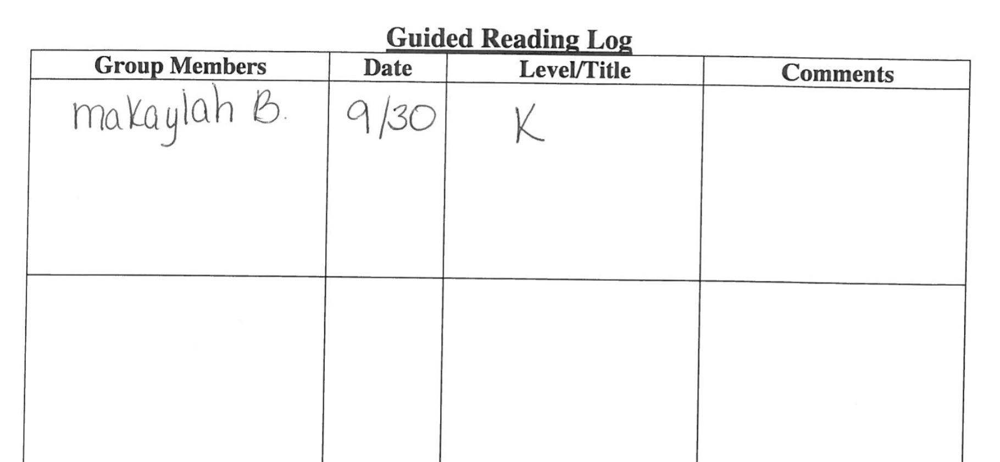 Guided Reading Log
Group Members Date Level/Title Comments
makaylah B. 9/30 K